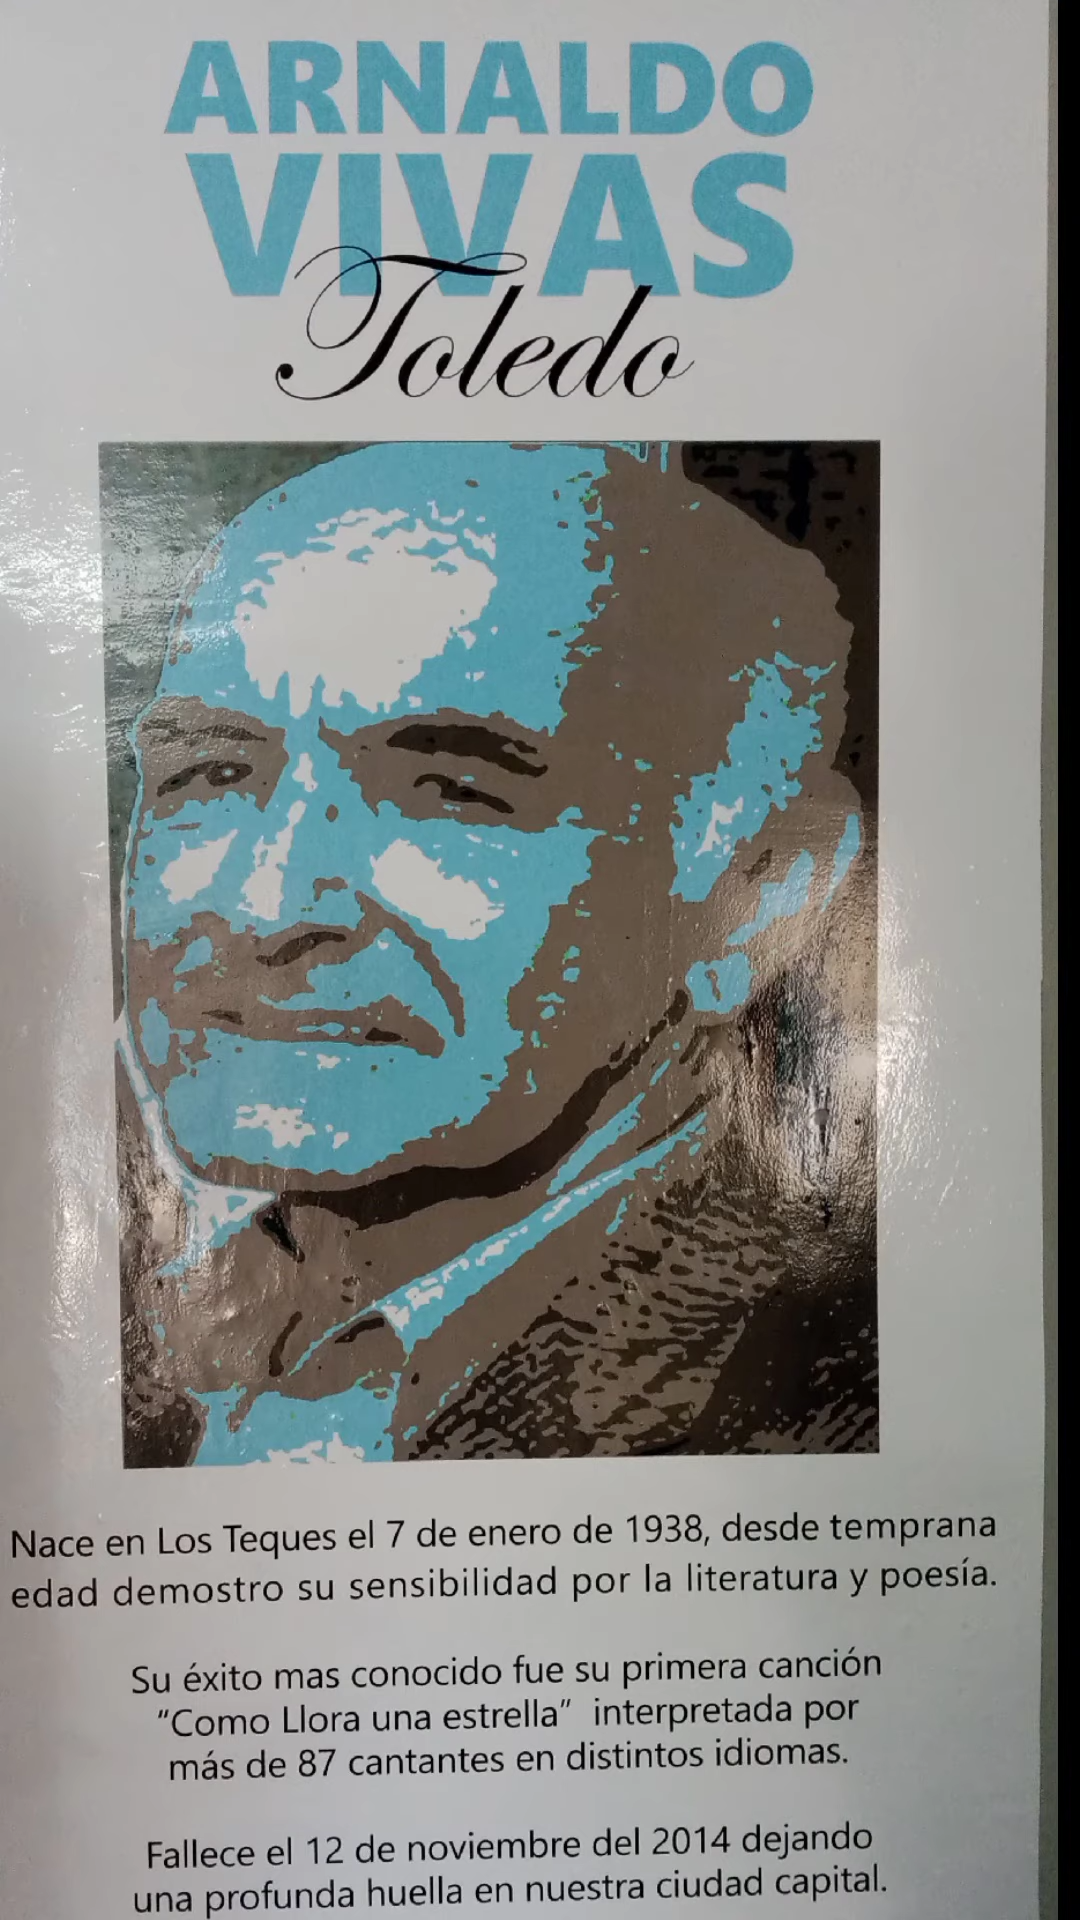 ARNALDO
VIVAS
Toledo
Nace en Los Teques el 7 de enero de 1938, desde temprana
edad demostro su sensibilidad por la literatura y poesía.
Su éxito mas conocido fue su primera canción
"Como Llora una estrella" interpretada por
más de 87 cantantes en distintos idiomas.
Fallece el 12 de noviembre del 2014 dejando
una profunda huella en nuestra ciudad capital.